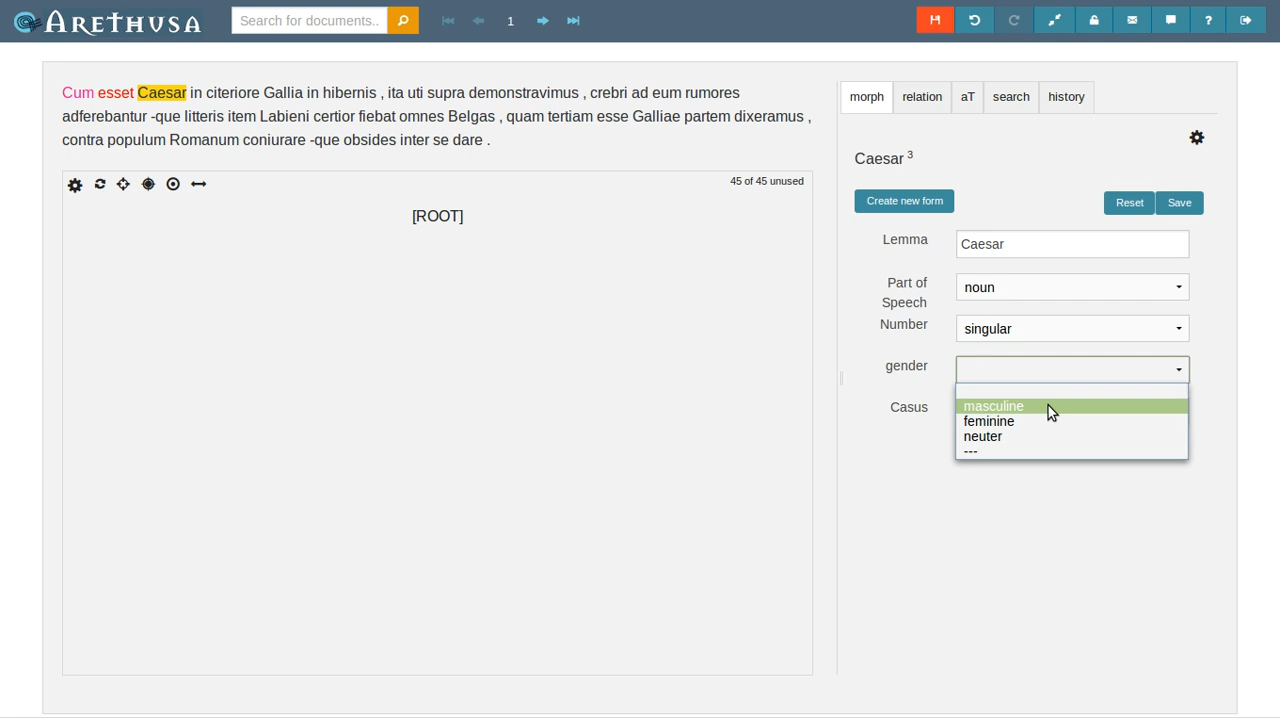 ARETHUSA
Search for documents..
1
Cum esset Caesar in citeriore Gallia in hibernis , ita uti supra demonstravimus , crebri ad eum rumores
adferebantur -que litteris item Labieni certior fiebat omnes Belgas , quam tertiam esse Galliae partem dixeramus ,
contra populum Romanum coniurare -que obsides inter se dare .
45 of 45 unused
[ROOT]
morph relation aT search history
Caesar 3
Create new form Reset Save
Lemma Caesar
Part of Speech noun
Number singular
gender
masculine
feminine
neuter
---
Casus